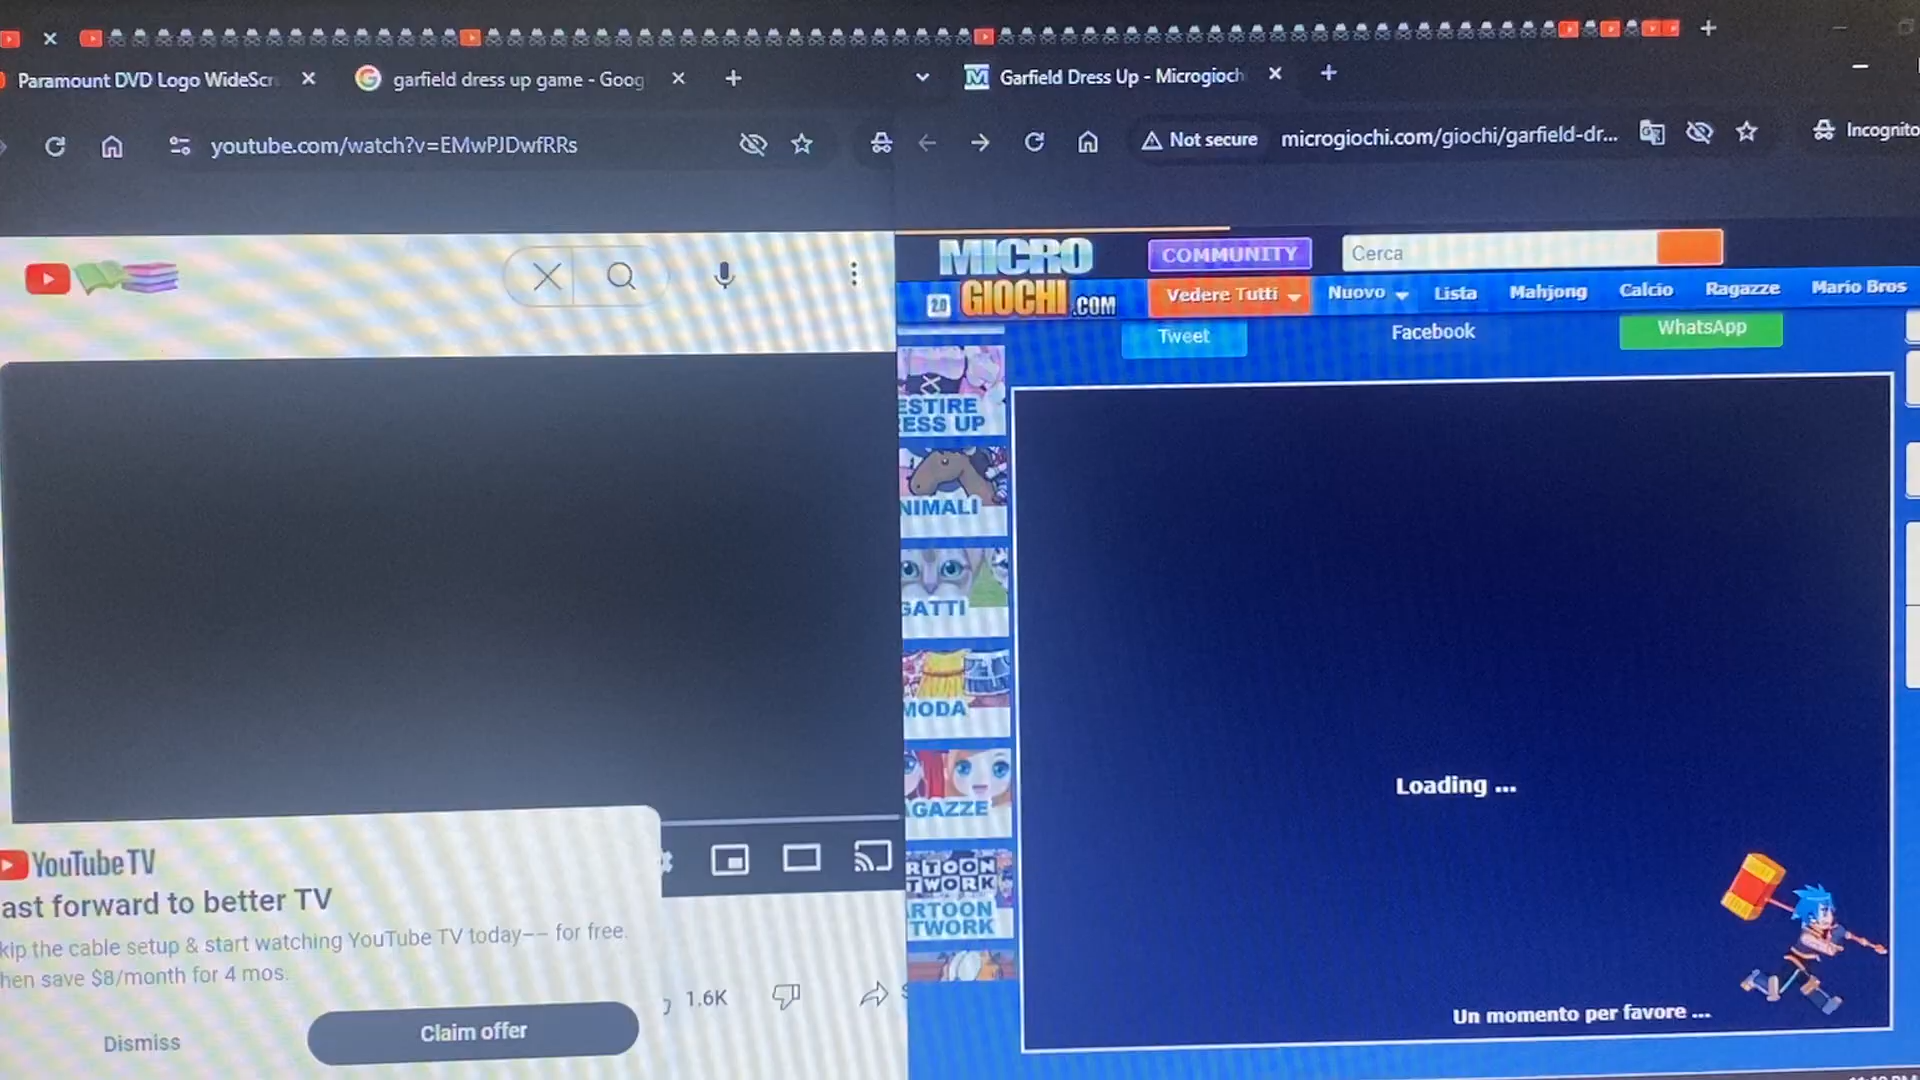 Paramount DVD Logo WideScr
garfield dress up game - Goog
Garfield Dress Up - Microgioch
youtube.com/watch?v=EMwPJDwfRRs
Not secure
microgiochi.com/giochi/garfield-dr...
Incognito
MICRO
GIOCHI.COM
2.0
COMMUNITY
Cerca
Vedere Tutti
Nuovo
Lista
Mahjong
Calcio
Ragazze
Mario Bros
Tweet
Facebook
WhatsApp
ESTIRE
ESS UP
NIMALI
GATTI
MODA
GAZZE
RTOON
TWORK
RTOON
TWORK
Loading ...
Un momento per favore ...
YouTube TV
ast forward to better TV
kip the cable setup & start watching YouTube TV today-- for free.
hen save $8/month for 4 mos.
Dismiss
Claim offer
1.6K